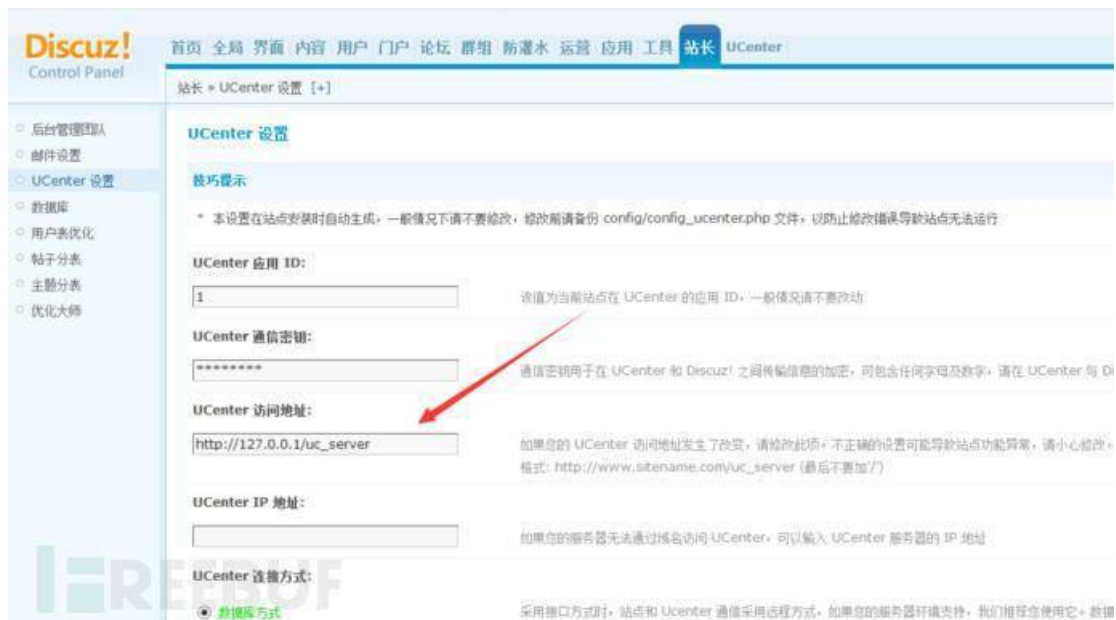 Discuz!
Control Panel
首页 全局 界面 内容 用户 门户 论坛 群组 防灌水 运营 应用 工具 站长 UCenter
站长 » UCenter 设置 [+]
后台管理团队
邮件设置
UCenter 设置
数据库
用户表优化
帖子分表
主题分表
优化大师
UCenter 设置
技巧提示
* 本设置在站点安装时自动生成,一般情况下请不要修改,修改前请备份 config/config_ucenter.php 文件,以防止修改错误导致站点无法运行
UCenter 应用 ID:
1
该值为当前站点在 UCenter 的应用 ID,一般情况请不要改动
UCenter 通信密钥:
********
通信密钥用于在 UCenter 和 Discuz! 之间传输信息的加密,可包含任何字母及数字,请在 UCenter 与 Di
UCenter 访问地址:
http://127.0.0.1/uc_server
如果您的 UCenter 访问地址发生了改变,请修改此项。不正确的设置可能导致站点功能异常,请小心修改。
格式: http://www.sitename.com/uc_server (最后不要加'/')
UCenter IP 地址:
如果您的服务器无法通过域名访问 UCenter,可以输入 UCenter 服务器的 IP 地址
UCenter 连接方式:
数据库方式
采用接口方式时,站点和 Ucenter 通信采用远程方式,如果您的服务器环境支持,我们推荐您使用它。数据
FREEBUF